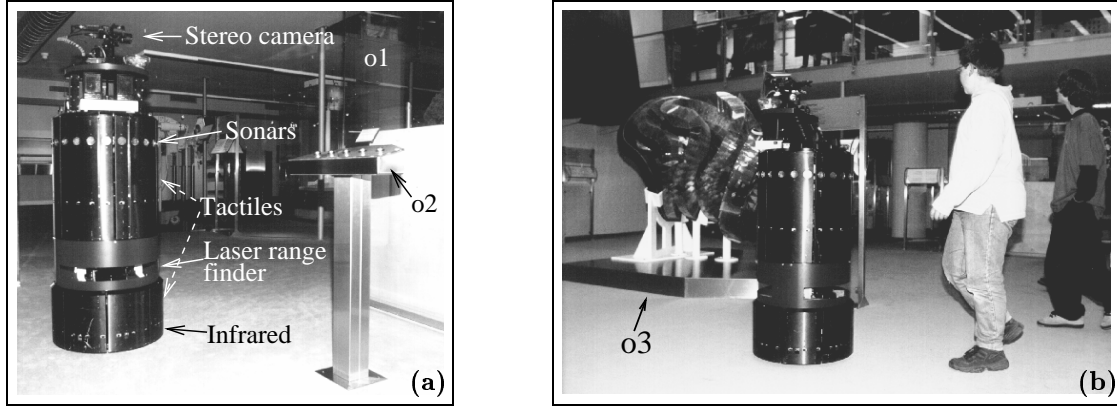 Stereo camera
o1
Sonars
o2
Tactiles
Laser range
finder
Infrared
(a)
o3
(b)